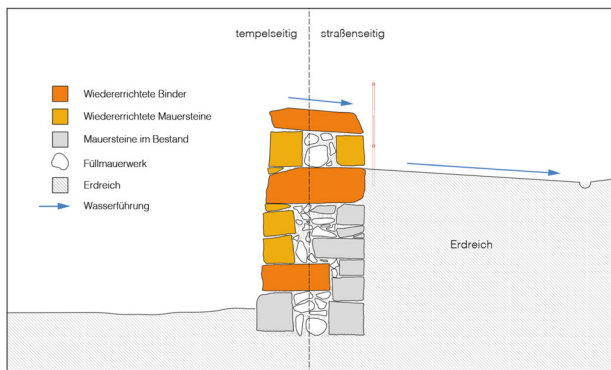 tempelseitig straßenseitig
Wiedererrichtete Binder
Wiedererrichtete Mauersteine
Mauersteine im Bestand
Füllmauerwerk
Erdreich
Wasserführung
Erdreich